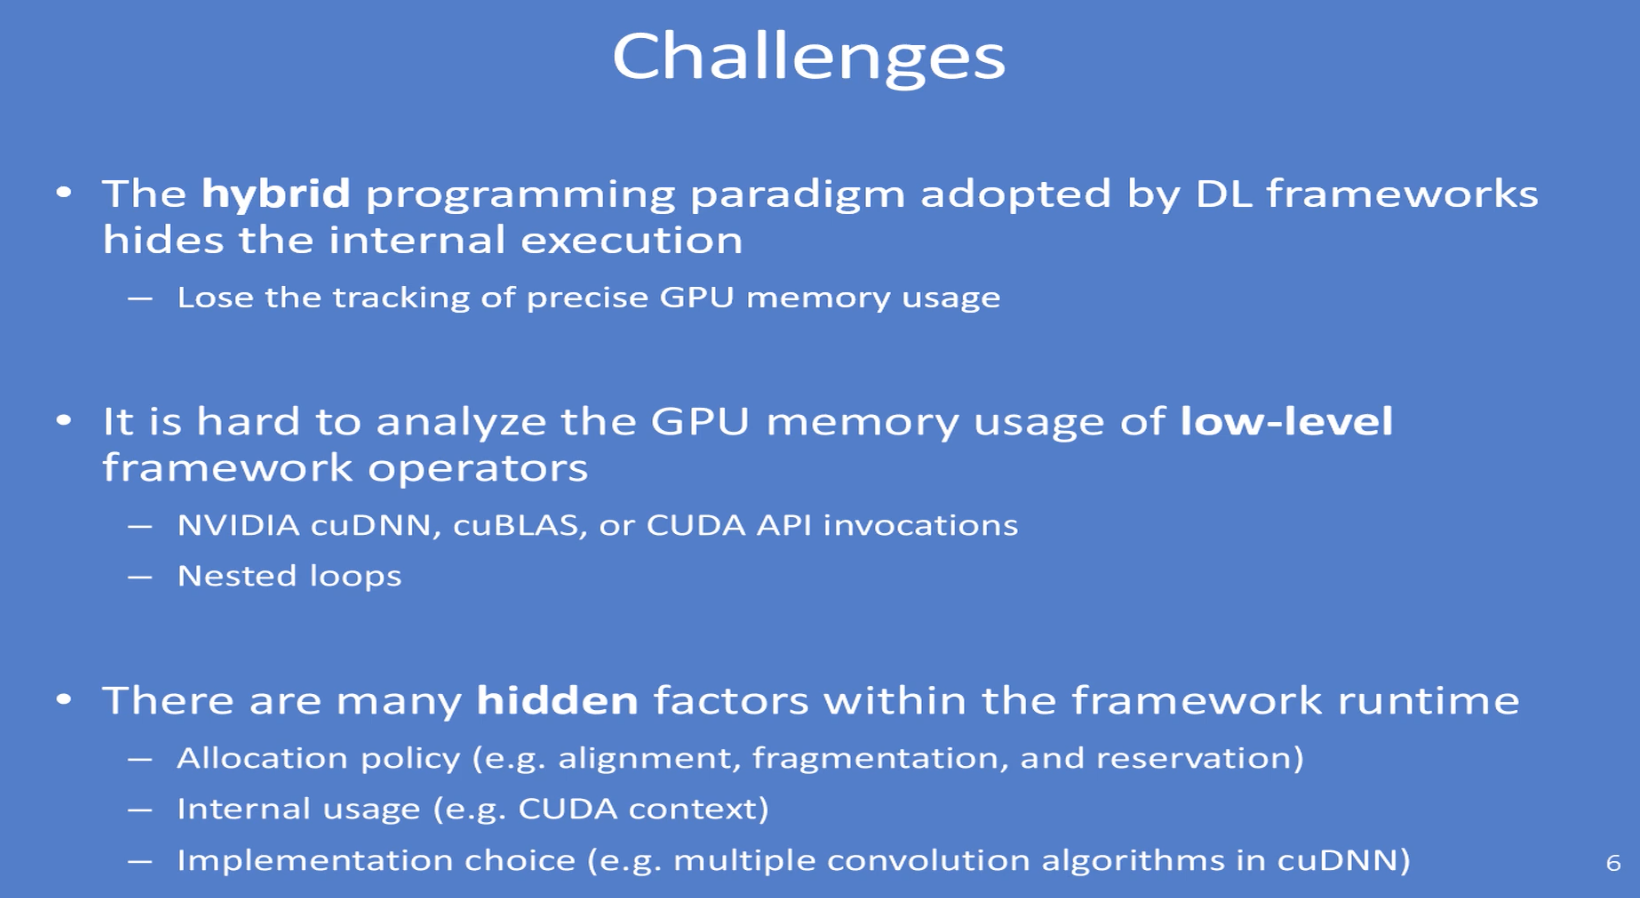 Challenges
• The hybrid programming paradigm adopted by DL frameworks
hides the internal execution
– Lose the tracking of precise GPU memory usage
• It is hard to analyze the GPU memory usage of low-level
framework operators
– NVIDIA cuDNN, cuBLAS, or CUDA API invocations
– Nested loops
• There are many hidden factors within the framework runtime
– Allocation policy (e.g. alignment, fragmentation, and reservation)
– Internal usage (e.g. CUDA context)
– Implementation choice (e.g. multiple convolution algorithms in cuDNN)
6